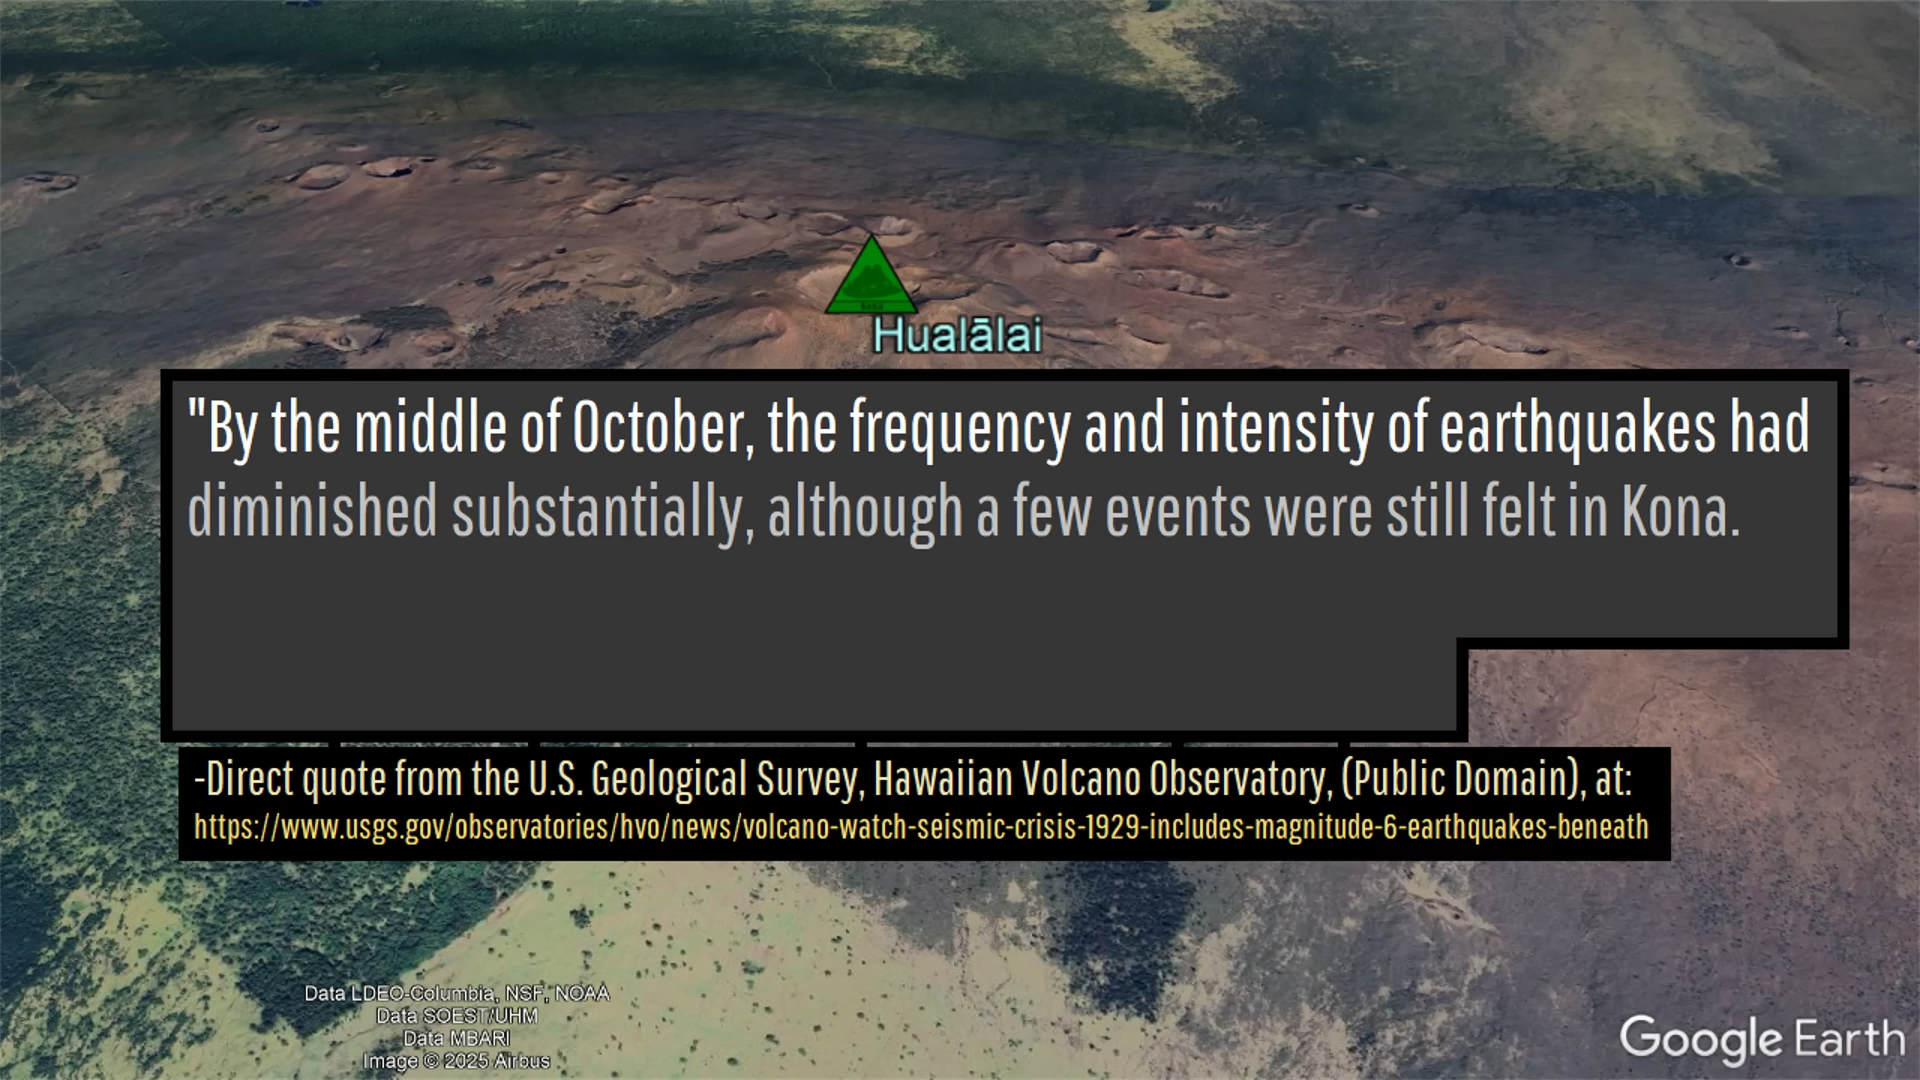 Hualālai
"By the middle of October, the frequency and intensity of earthquakes had
diminished substantially, although a few events were still felt in Kona.
-Direct quote from the U.S. Geological Survey, Hawaiian Volcano Observatory, (Public Domain), at:
https://www.usgs.gov/observatories/hvo/news/volcano-watch-seismic-crisis-1929-includes-magnitude-6-earthquakes-beneath
Data LDEO-Columbia, NSF, NOAA
Data SOEST/UHM
Data MBARI
Image © 2025 Airbus
Google Earth